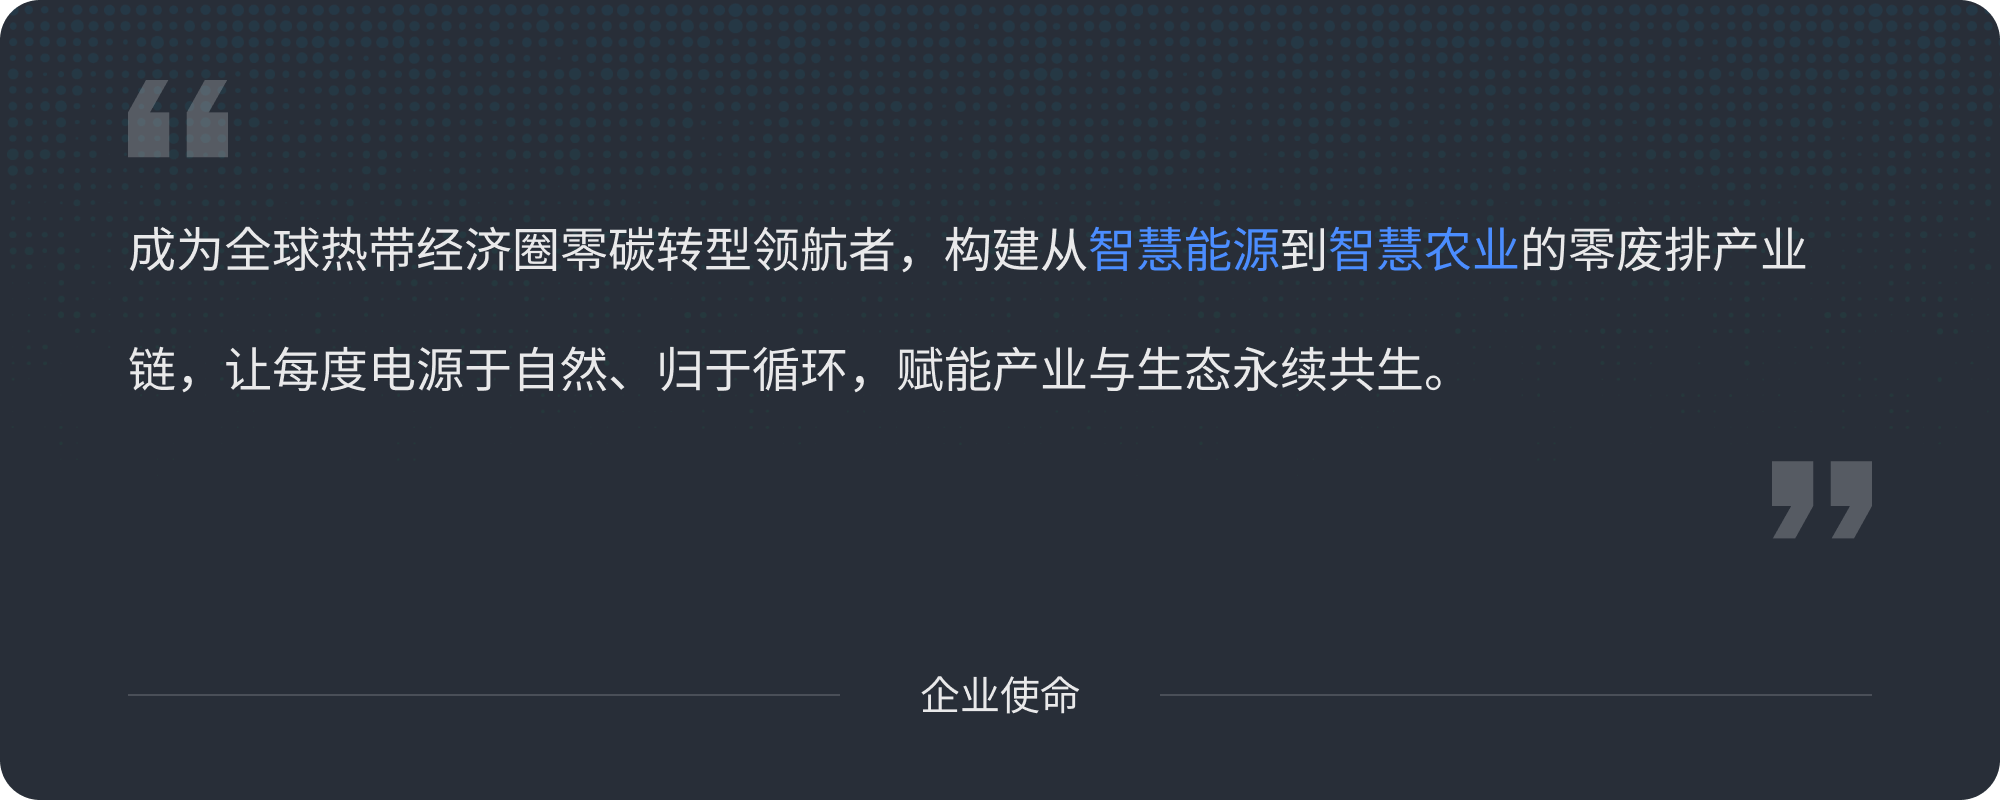 “
成为全球热带经济圈零碳转型领航者，构建从智慧能源到智慧农业的零废排产业
链，让每度电源于自然、归于循环，赋能产业与生态永续共生。
”
企业使命